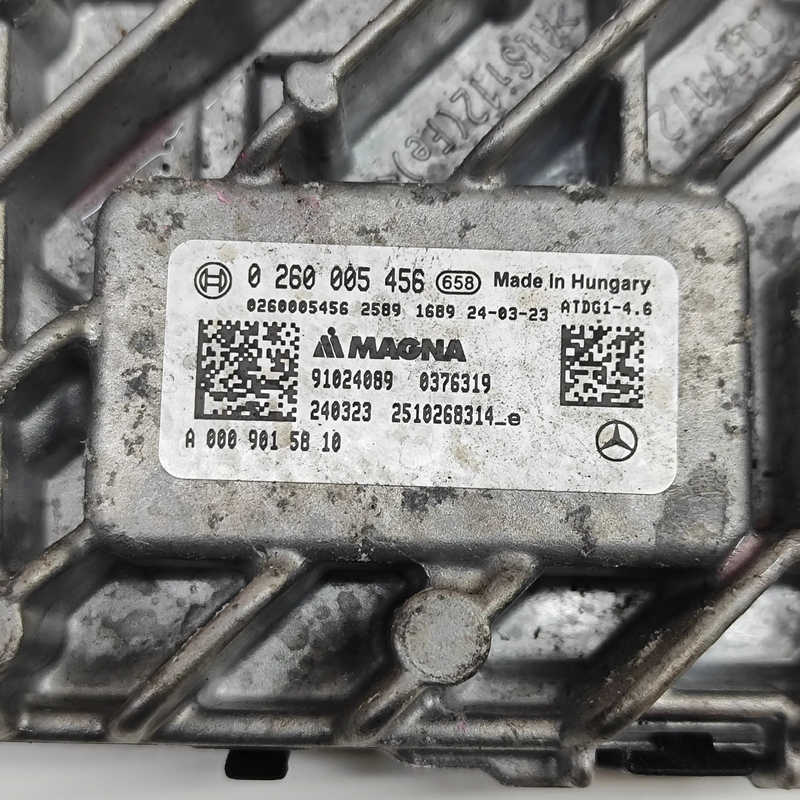 0 260 005 456 658 Made in Hungary
0260005456 2589 1689 24-03-23 ATDG1-4.6
MAGNA
91024089 0376319
240323 2510268314_e
A 000 901 58 10